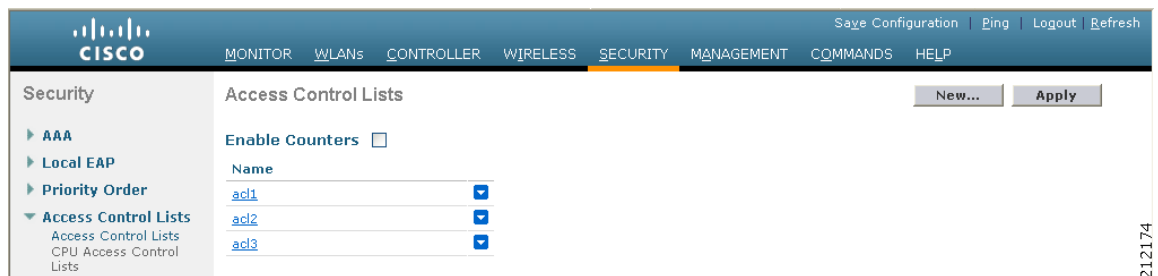 Save Configuration | Ping | Logout | Refresh
CISCO
MONITOR WLANs CONTROLLER WIRELESS SECURITY MANAGEMENT COMMANDS HELP
Security
Access Control Lists
New... Apply
AAA
Local EAP
Priority Order
Access Control Lists
Access Control Lists
CPU Access Control
Lists
Enable Counters
Name
acl1
acl2
acl3
212174